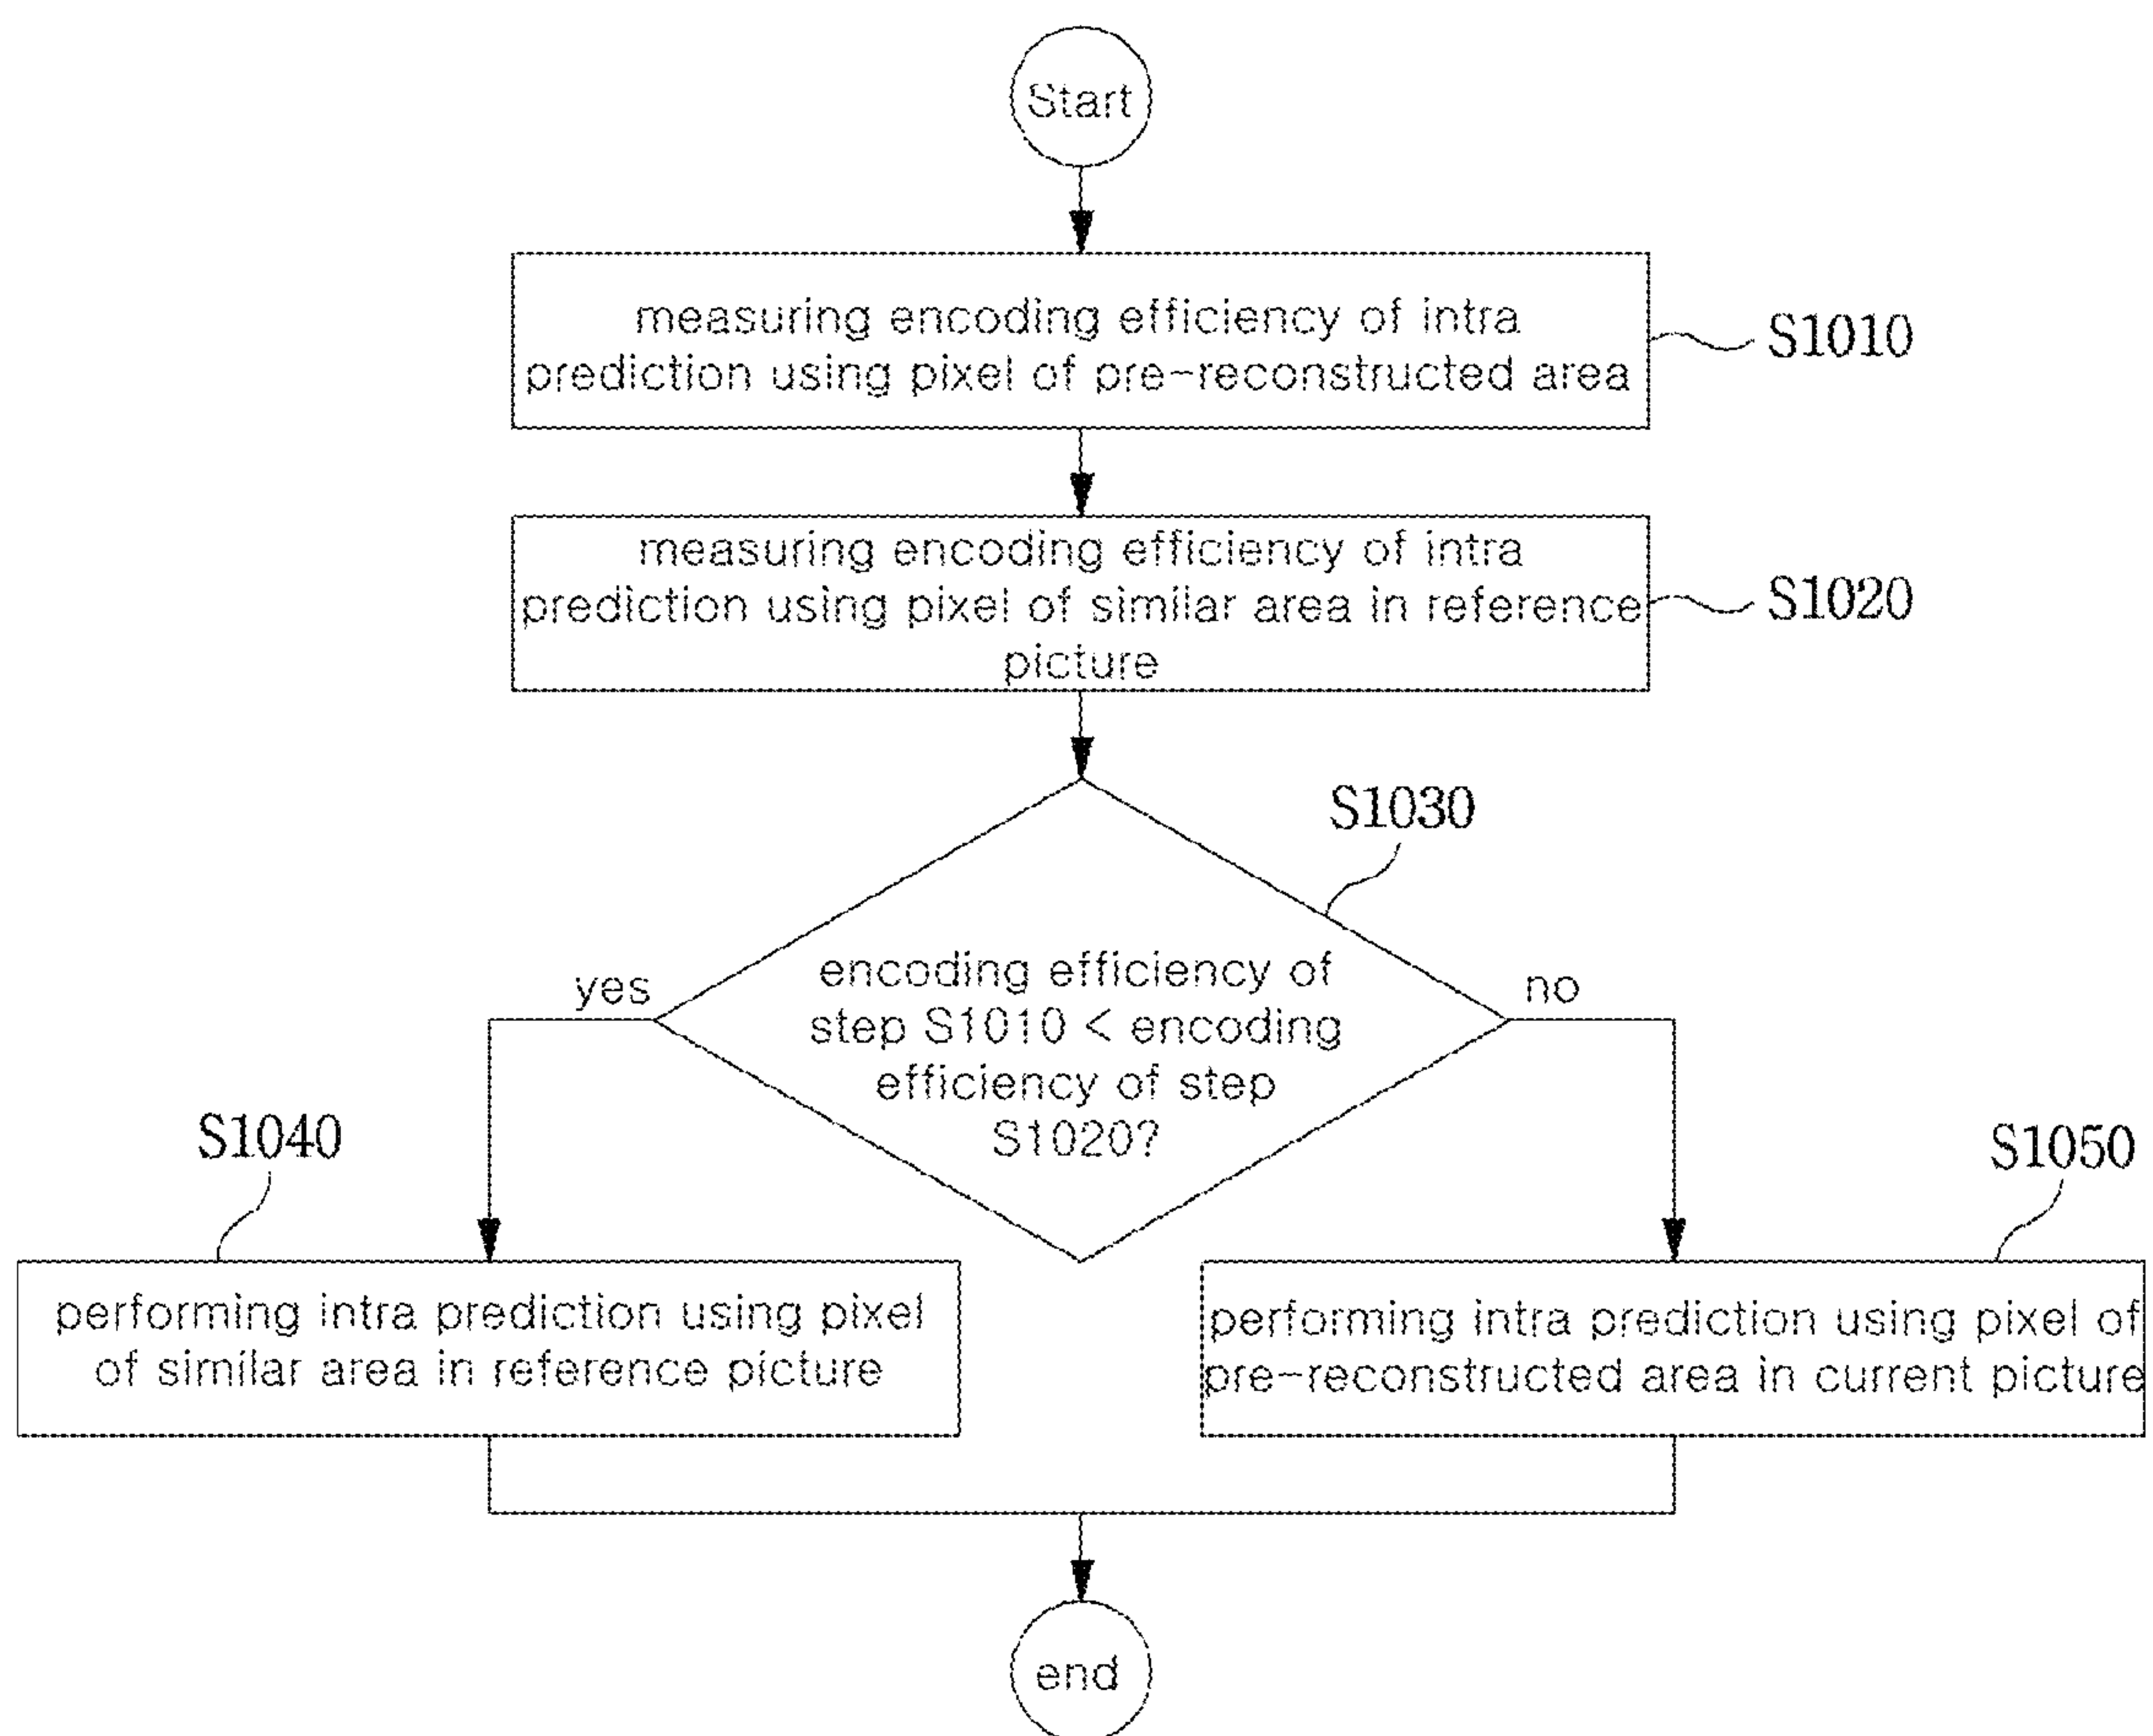 Start
measuring encoding efficiency of intra
prediction using pixel of pre-reconstructed area
S1010
measuring encoding efficiency of intra
prediction using pixel of similar area in reference
picture
S1020
S1030
encoding efficiency of
step S1010 < encoding
efficiency of step
S1020?
yes
no
S1040
S1050
performing intra prediction using pixel
of similar area in reference picture
performing intra prediction using pixel of
pre-reconstructed area in current picture
end